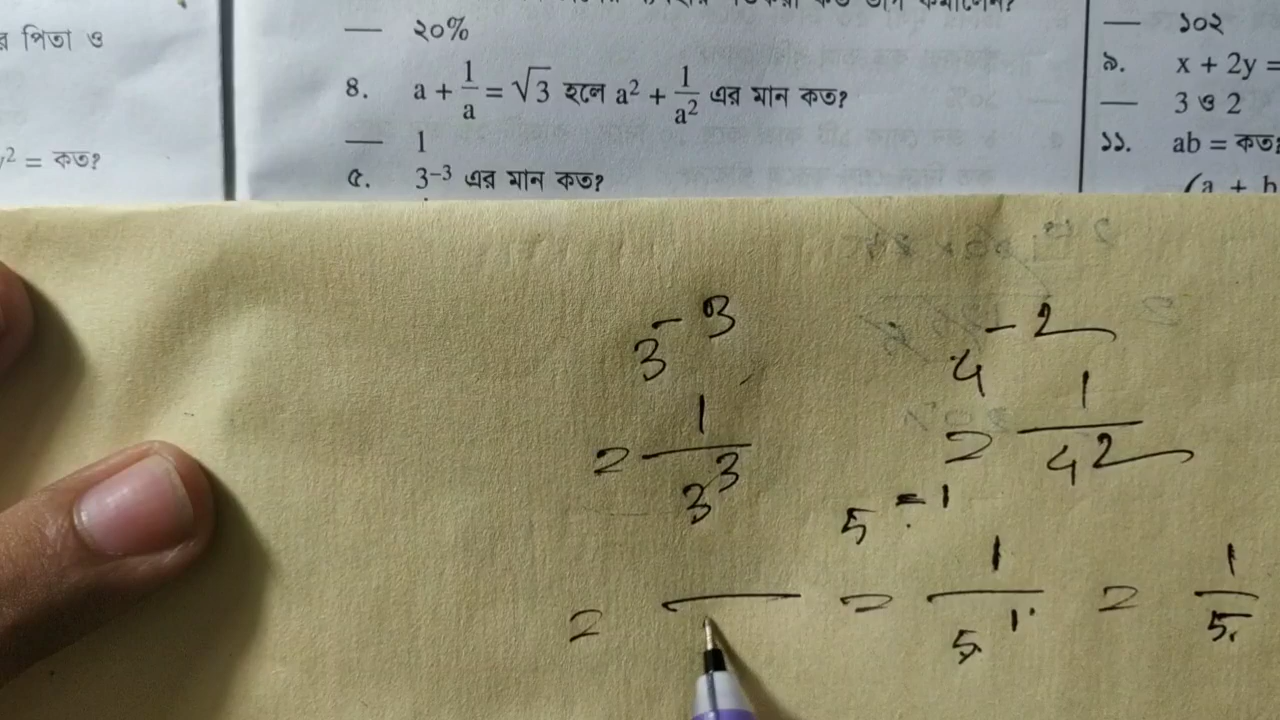 র পিতা ও
= কত?
— ২০%
৪. a + 1/a = √3 হলে a² + 1/a² এর মান কত?
— 1
৫. 3⁻³ এর মান কত?
— ১০২
৯. x + 2y =
— 3 ও 2
১১. ab = কত?
(a + b
3⁻³
= 1/3³
=
4⁻²
= 1/4²
5⁻¹
= 1/5¹ = 1/5